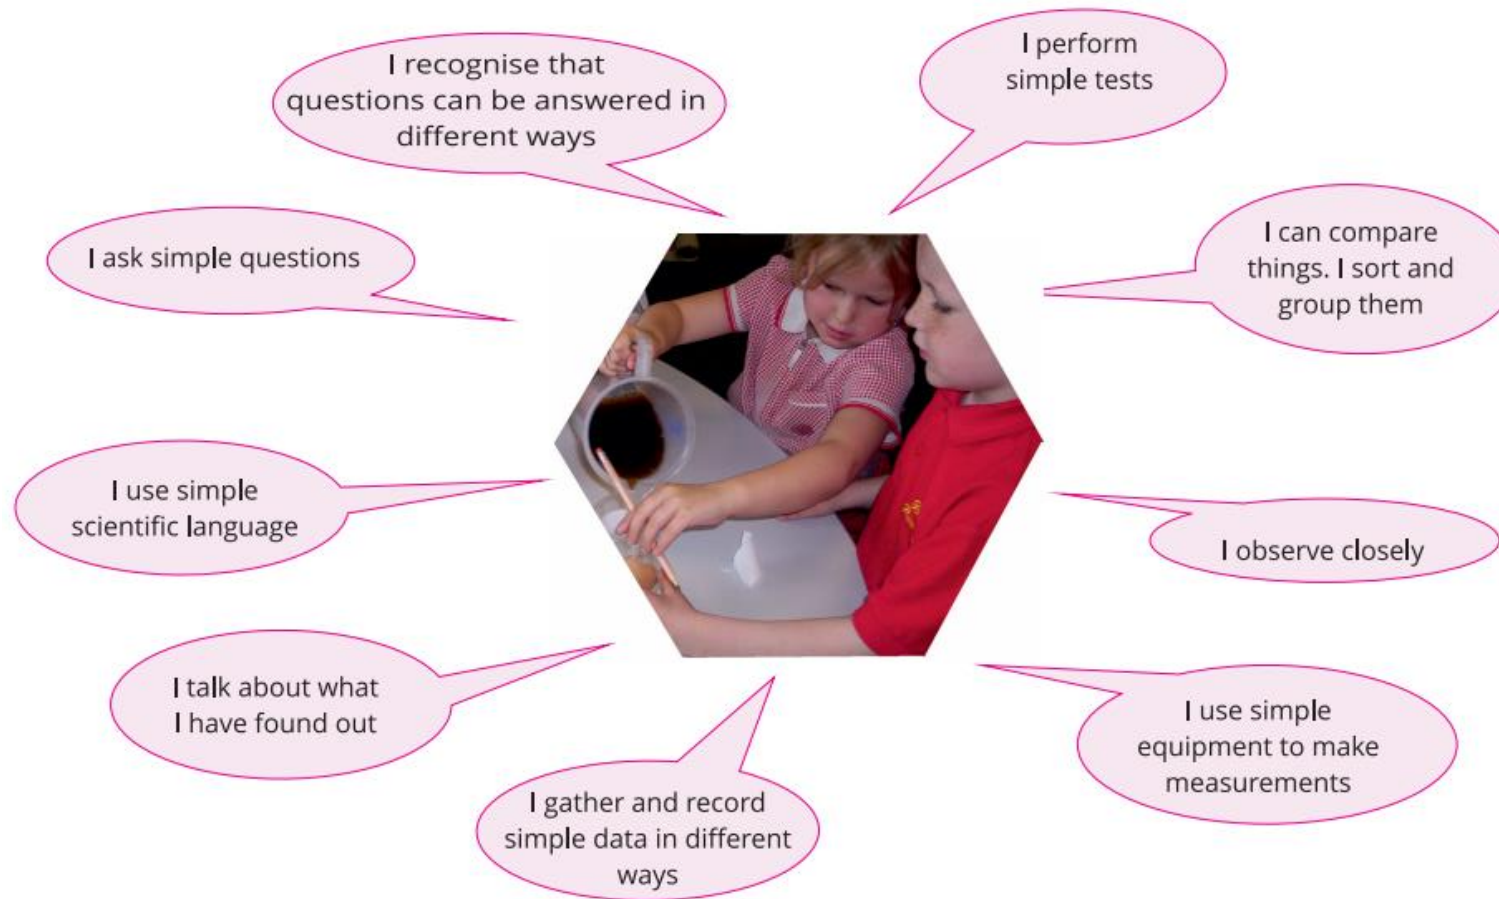 I recognise that
questions can be answered in
different ways
I perform
simple tests
I ask simple questions
I can compare
things. I sort and
group them
I use simple
scientific language
I observe closely
I talk about what
I have found out
I use simple
equipment to make
measurements
I gather and record
simple data in different
ways